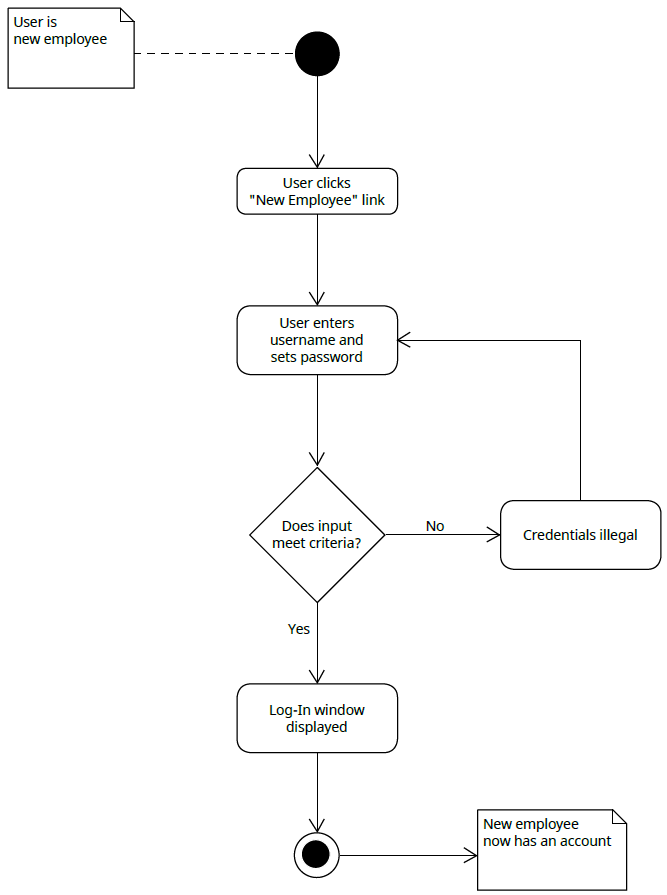 User is
new employee
User clicks
"New Employee" link
User enters
username and
sets password
Does input
meet criteria?
No
Credentials illegal
Yes
Log-In window
displayed
New employee
now has an account